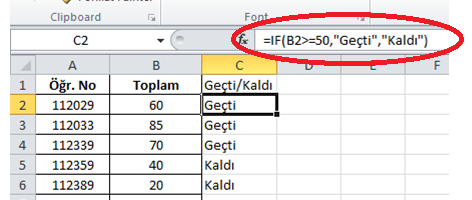 Clipboard Font
C2 fx =IF(B2>=50,"Geçti","Kaldı")
A B C D E F
1 Öğr. No Toplam Geçti/Kaldı
2 112029 60 Geçti
3 112033 85 Geçti
4 112339 70 Geçti
5 112359 40 Kaldı
6 112389 20 Kaldı